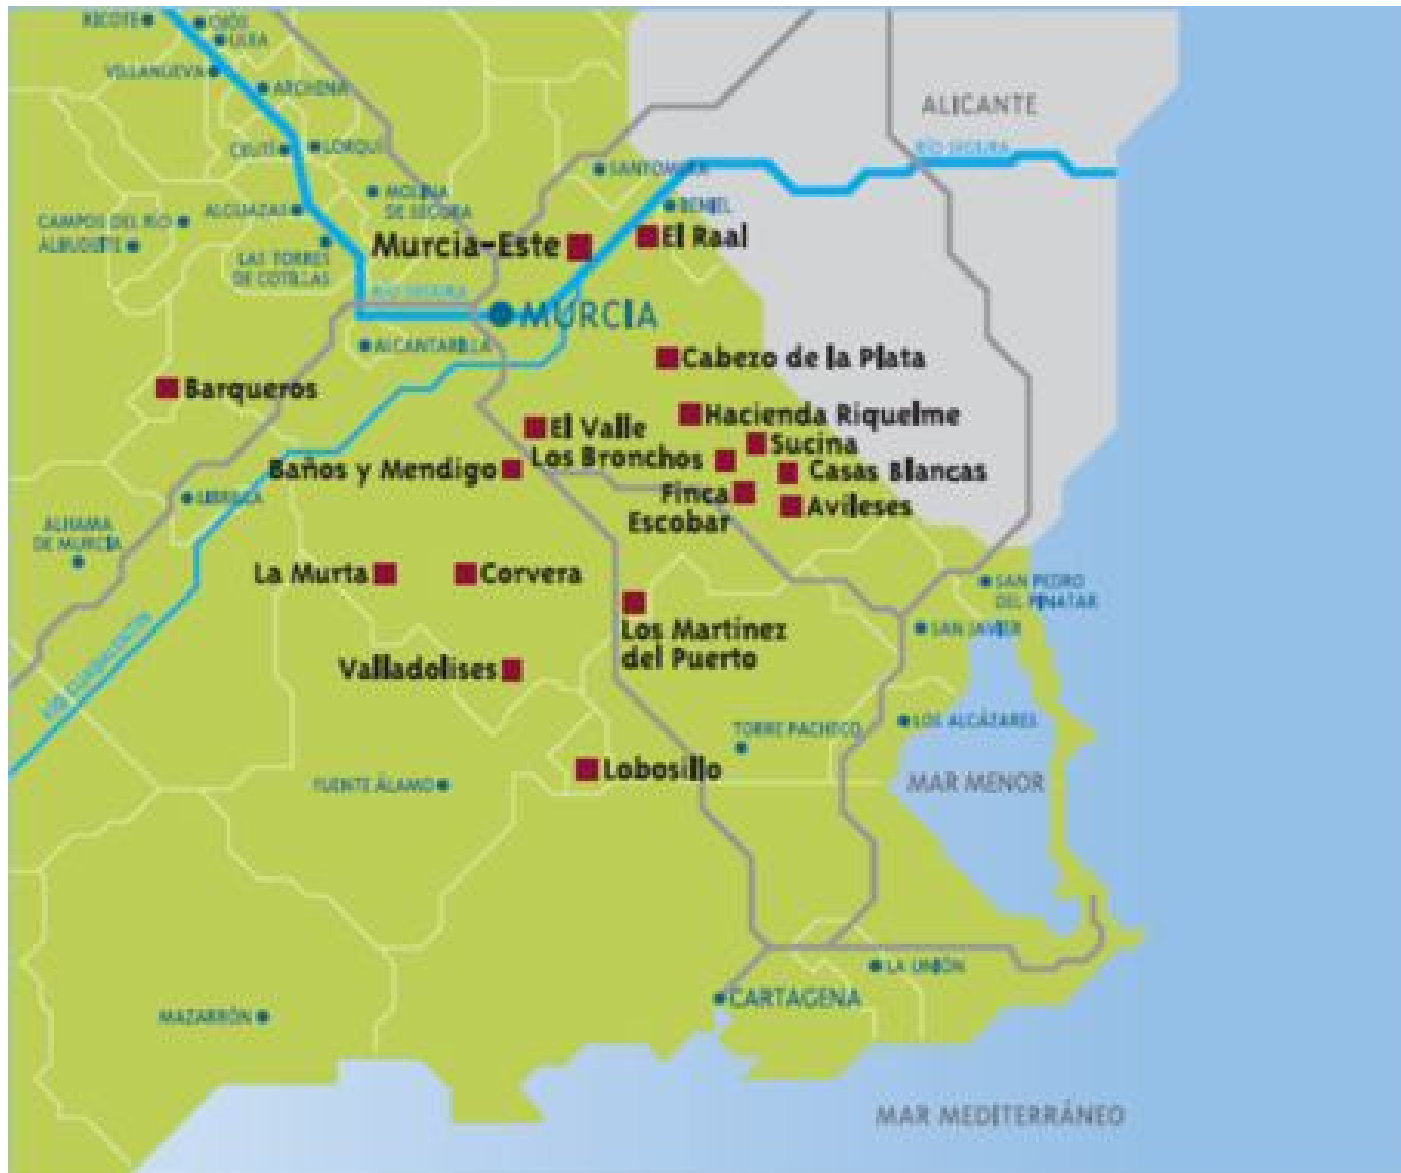 RICOTE
OJÓS
ULEA
VILLANUEVA
ARCHENA
ALICANTE
CEUTÍ
LORQUÍ
RÍO SEGURA
SANTOMERA
MOLINA
DE SEGURA
ALGUAZAS
BENIEL
CAMPOS DEL RÍO
ALBUDEITE
Murcia-Este
El Raal
LAS TORRES
DE COTILLAS
RÍO SEGURA
MURCIA
ALCANTARILLA
Cabezo de la Plata
Barqueros
Hacienda Riquelme
El Valle
Sucina
Los Bronchos
Baños y Mendigo
Casas Blancas
LIBRILLA
Finca
Escobar
Avileses
ALHAMA
DE MURCIA
La Murta
Corvera
SAN PEDRO
DEL PINATAR
Los Martínez
del Puerto
SAN JAVIER
RÍO GUADALENTÍN
Valladolises
LOS ALCÁZARES
TORRE PACHECO
Lobosillo
FUENTE ÁLAMO
MAR MENOR
LA UNIÓN
CARTAGENA
MAZARRÓN
MAR MEDITERRÁNEO